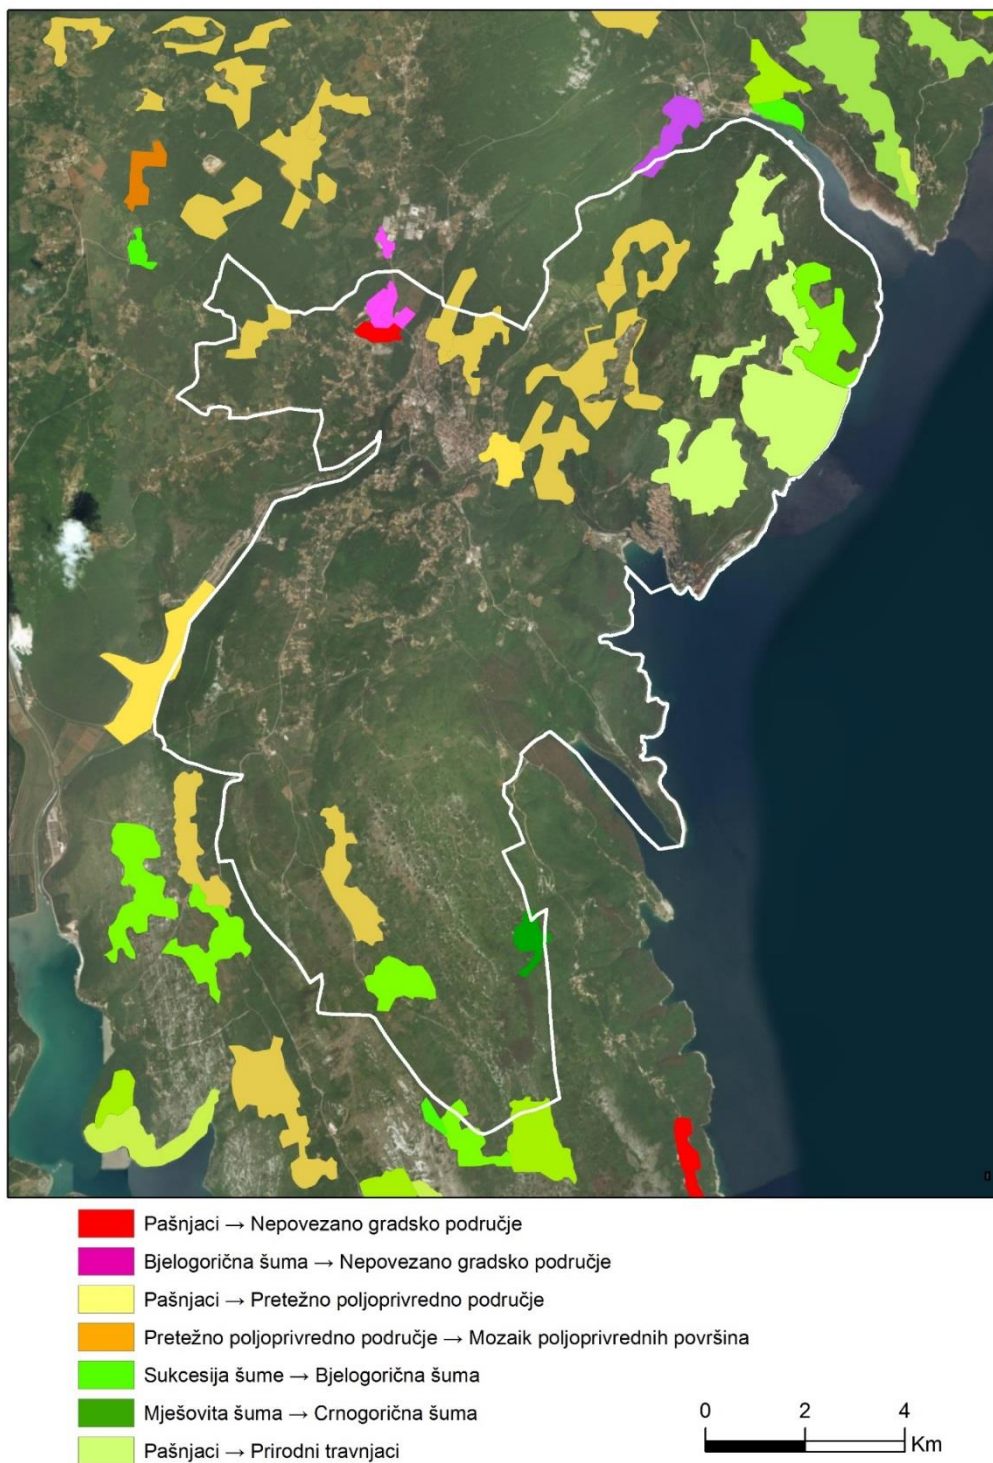 Pašnjaci → Nepovezano gradsko područje
Bjelogorična šuma → Nepovezano gradsko područje
Pašnjaci → Pretežno poljoprivredno područje
Pretežno poljoprivredno područje → Mozaik poljoprivrednih površina
Sukcesija šume → Bjelogorična šuma
Mješovita šuma → Crnogorična šuma
Pašnjaci → Prirodni travnjaci
0 2 4
Km